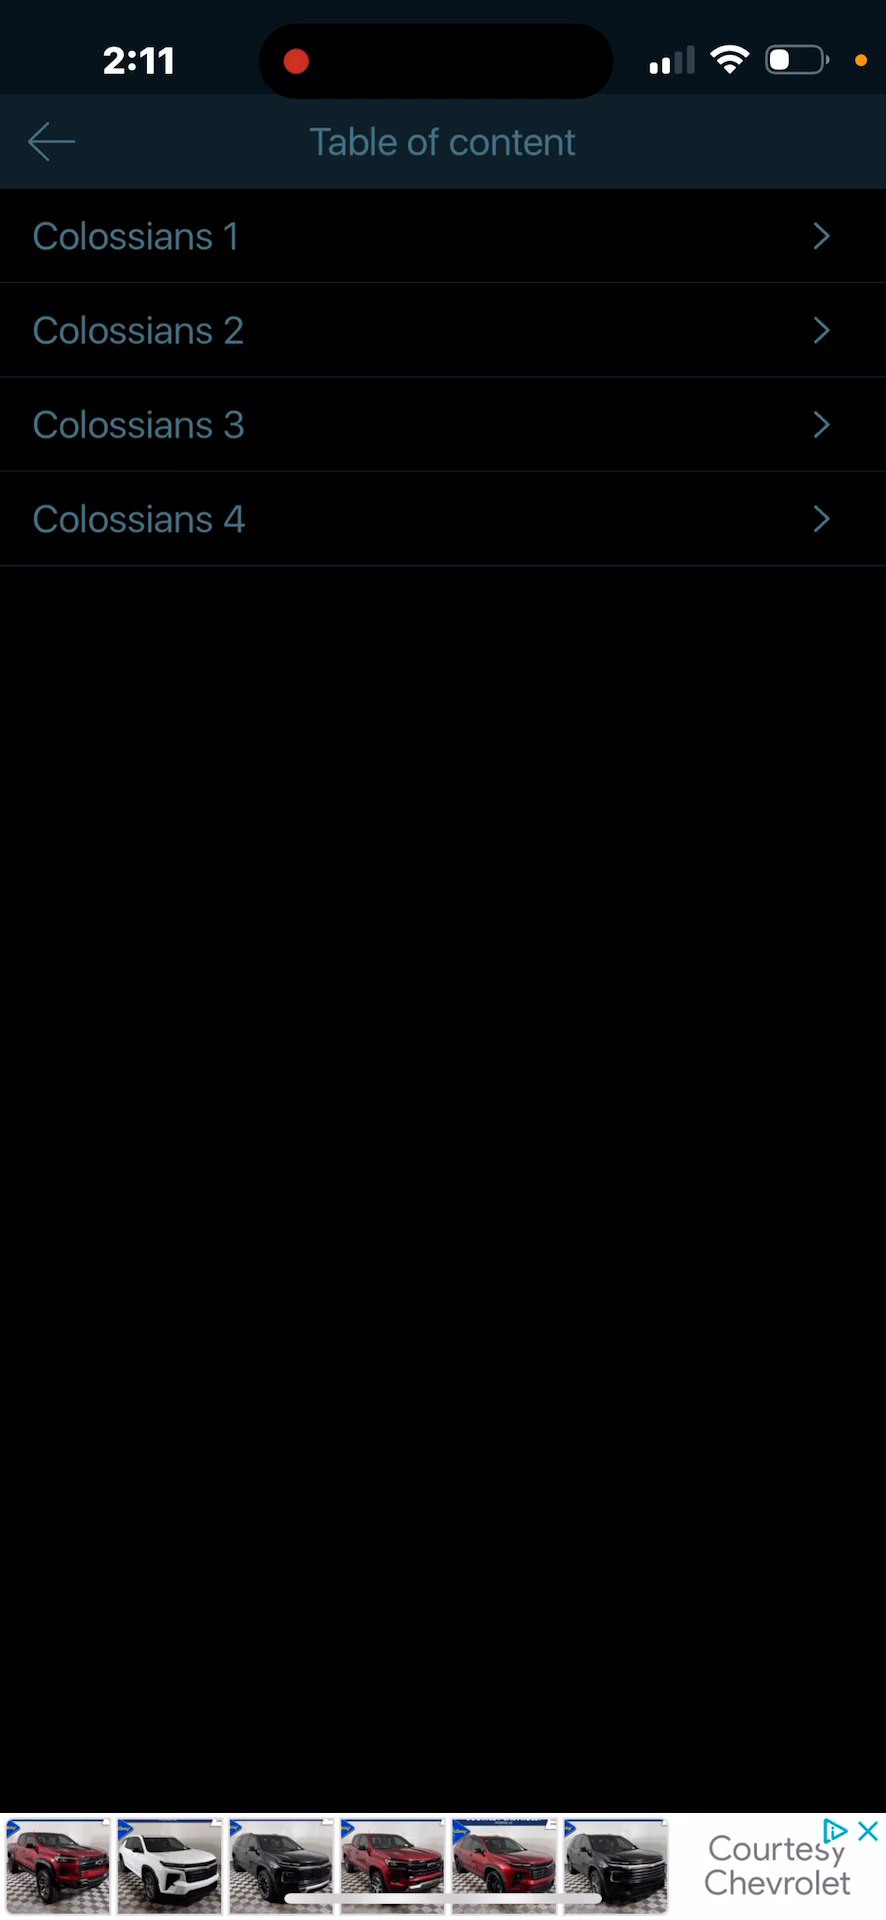 2:11
Table of content
Colossians 1
Colossians 2
Colossians 3
Colossians 4
Courtesy
Chevrolet